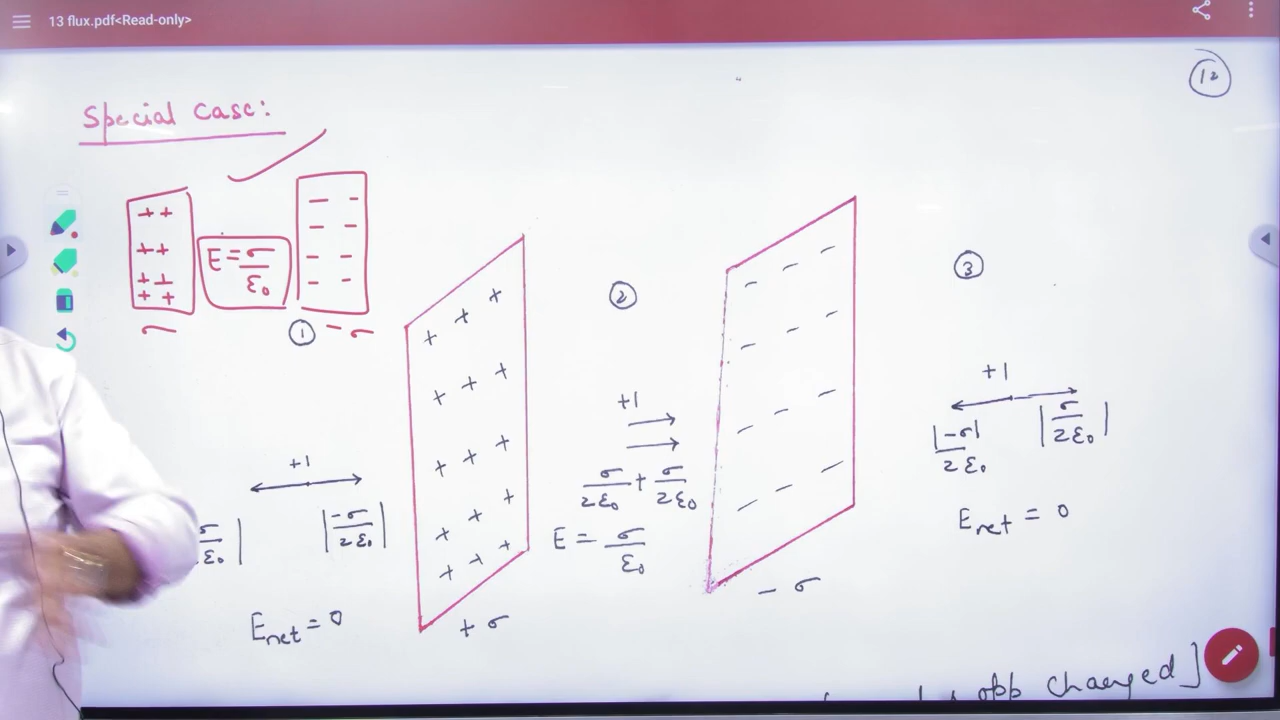 13 flux.pdf<Read-only>
12
Special Case:
++ ++ ++ ++
E = σ/ε₀
- - - - - - - -
σ
① - σ
②
③
+ + +
+ + +
+ + +
+ + +
+ + +
- - -
- - -
- - -
- - -
+1
|-σ/2ε₀|
E_net = 0
+ σ
+1
σ/2ε₀ + σ/2ε₀
E = σ/ε₀
- σ
+1
|-σ|/2ε₀
|σ/2ε₀|
E_net = 0
opp changed]